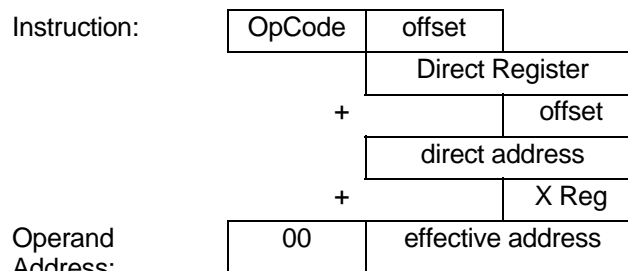 Instruction: OpCode offset
Direct Register
+ offset
direct address
+ X Reg
Operand 00 effective address
Address: